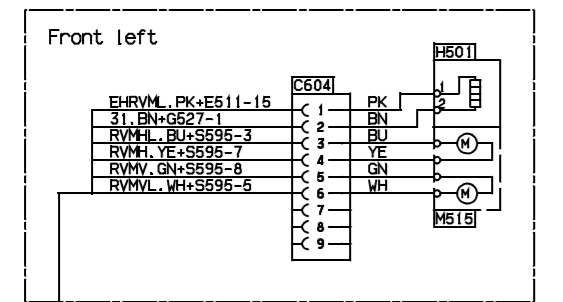 Front left
H501
C604
1
2
EHRVML.PK+E511-15
1
PK
31.BN+G527-1
2
BN
RVMHL.BU+S595-3
3
BU
M
RVMH.YE+S595-7
4
YE
RVMV.GN+S595-8
5
GN
RVMVL.WH+S595-5
6
WH
M
7
M515
8
9